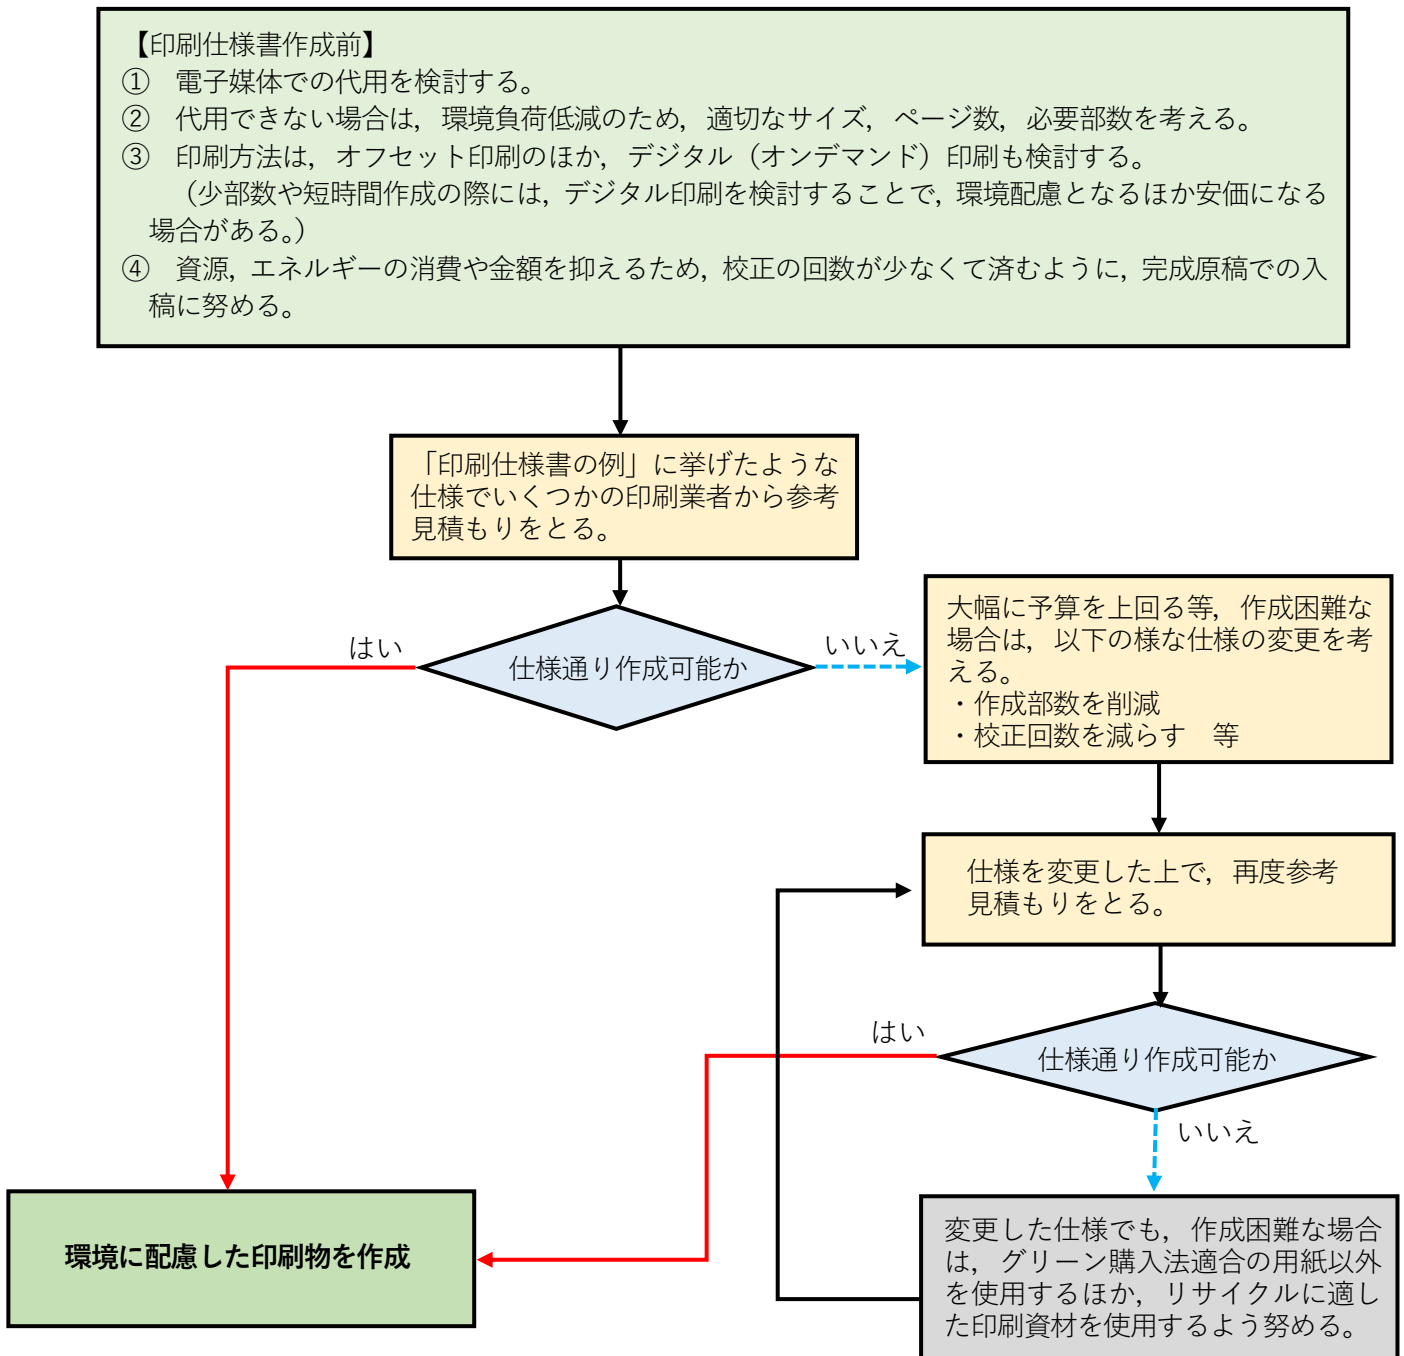 【印刷仕様書作成前】
①　電子媒体での代用を検討する。
②　代用できない場合は，環境負荷低減のため，適切なサイズ，ページ数，必要部数を考える。
③　印刷方法は，オフセット印刷のほか，デジタル（オンデマンド）印刷も検討する。
（少部数や短時間作成の際には，デジタル印刷を検討することで，環境配慮となるほか安価になる
場合がある。）
④　資源，エネルギーの消費や金額を抑えるため，校正の回数が少なくて済むように，完成原稿での入
稿に努める。
「印刷仕様書の例」に挙げたような
仕様でいくつかの印刷業者から参考
見積もりをとる。
はい
仕様通り作成可能か
いいえ
大幅に予算を上回る等，作成困難な
場合は，以下の様な仕様の変更を考
える。
・作成部数を削減
・校正回数を減らす　等
仕様を変更した上で，再度参考
見積もりをとる。
はい
仕様通り作成可能か
いいえ
環境に配慮した印刷物を作成
変更した仕様でも，作成困難な場合
は，グリーン購入法適合の用紙以外
を使用するほか，リサイクルに適し
た印刷資材を使用するよう努める。